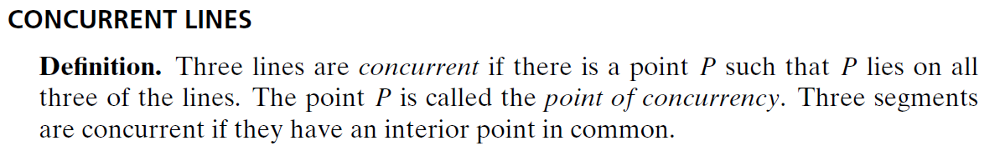 CONCURRENT LINES
Definition. Three lines are concurrent if there is a point P such that P lies on all
three of the lines. The point P is called the point of concurrency. Three segments
are concurrent if they have an interior point in common.